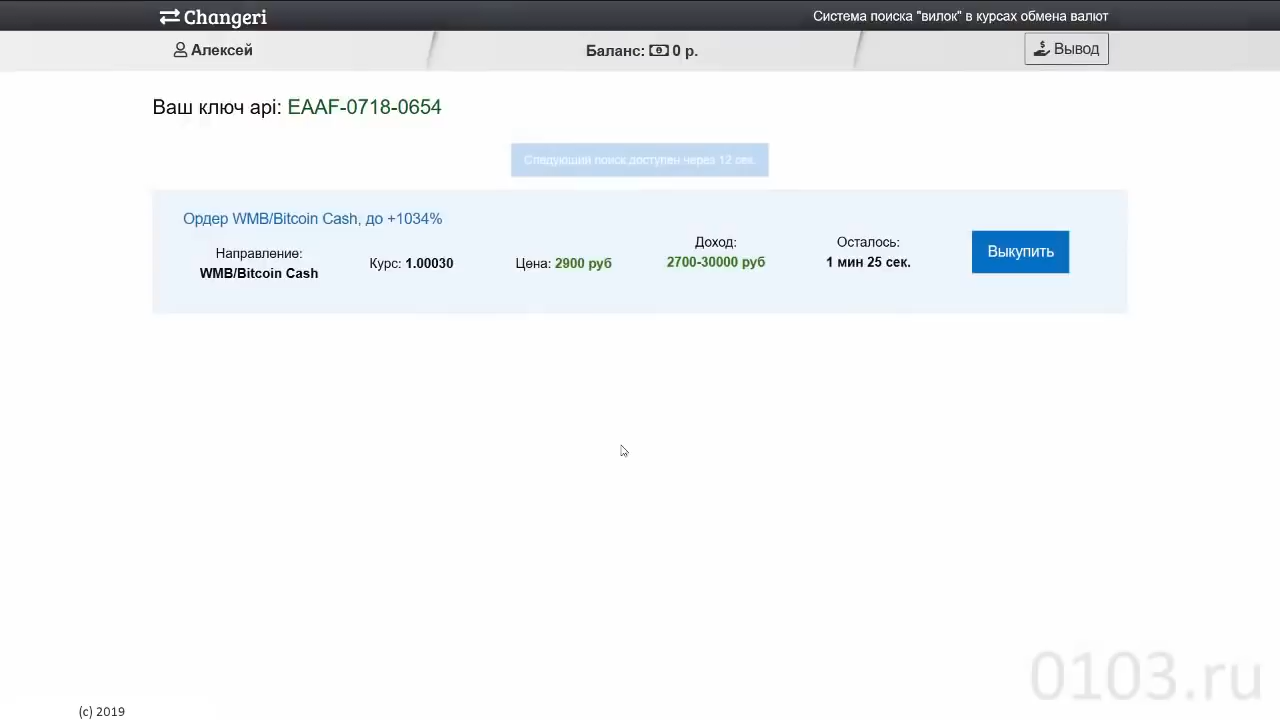 Changeri
Система поиска "вилок" в курсах обмена валют
Алексей
Баланс: 0 р.
Вывод
Ваш ключ api: EAAF-0718-0654
Следующий поиск доступен через 12 сек.
Ордер WMB/Bitcoin Cash, до +1034%
Направление:
WMB/Bitcoin Cash
Курс: 1.00030
Цена: 2900 руб
Доход:
2700-30000 руб
Осталось:
1 мин 25 сек.
Выкупить
0103.ru
(c) 2019